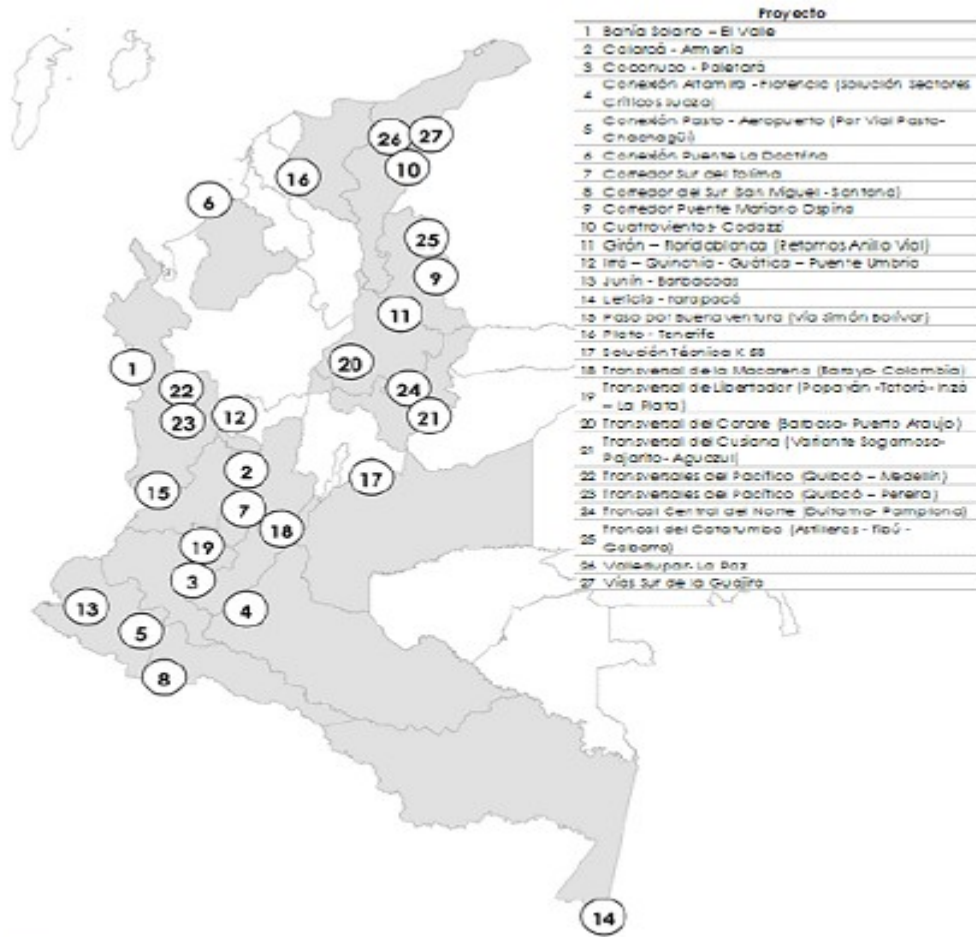 Proyecto
1 Bahía Solano – El Valle
2 Calarcá - Armenia
3 Coconuco - Paletará
4 Conexión Altamira - Florencia (Solución Sectores
Críticos Suaza)
5 Conexión Pasto - Aeropuerto (Par Vial Pasto-
Chachagüí)
6 Conexión Puente La Doctrina
7 Corredor Sur del Tolima
8 Corredor del Sur (San Miguel - Santana)
9 Corredor Puente Mariano Ospina
10 Cuatrovientos Codazzi
11 Girón – Floridablanca (Retornos Anillo Vial)
12 Irra – Quinchía - Guática – Puente Umbría
13 Junín - Barbacoas
14 Leticia - Tarapacá
15 Paso por Buenaventura (Vía Simón Bolívar)
16 Plato - Tenerife
17 Solución Técnica K 58
18 Transversal de la Macarena (Baraya- Colombia)
19 Transversal de Libertador (Popayán -Totoró- Inzá
– La Plata)
20 Transversal del Carare (Barbosa- Puerto Araujo)
21 Transversal del Cusiana (Variante Sogamoso-
Pajarito- Aguazul)
22 Transversales del Pacífico (Quibdó – Medellín)
23 Transversales del Pacífico (Quibdó – Pereira)
24 Troncal Central del Norte (Duitama- Pamplona)
25 Troncal del Catatumbo (Astilleros - Tibú -
Gabarra)
26 Valledupar- La Paz
27 Vías Sur de la Guajira
26
27
10
16
6
25
9
11
1
20
22
24
23
12
21
2
17
15
7
18
19
3
13
4
5
8
14